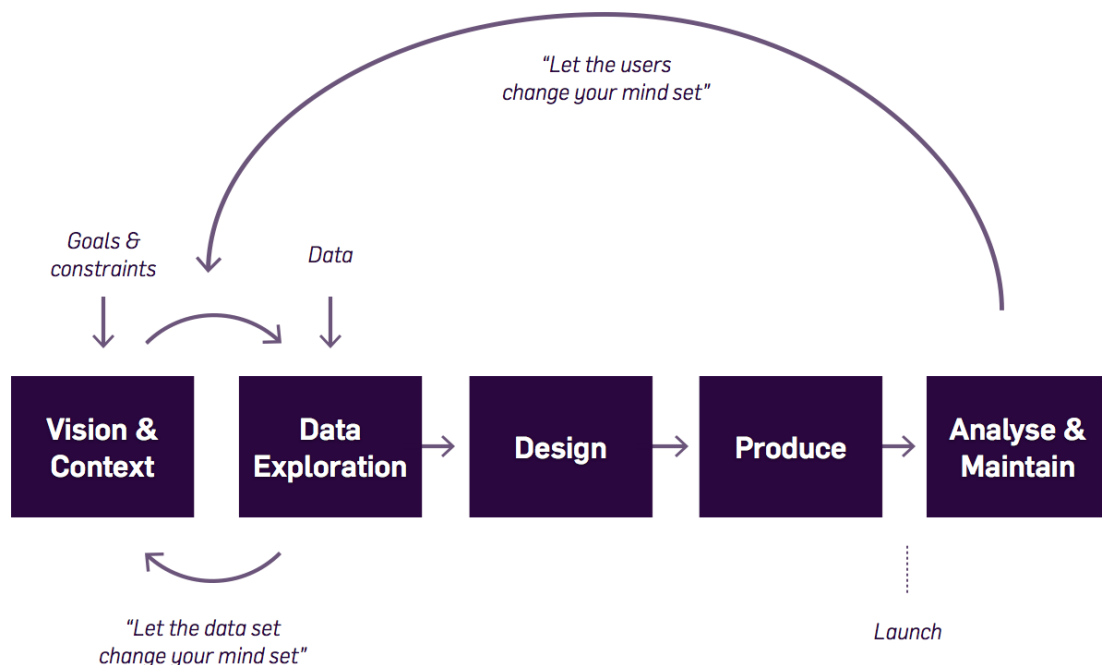 “Let the users
change your mind set”
Goals &
constraints
Data
Vision &
Context
Data
Exploration
Design
Produce
Analyse &
Maintain
“Let the data set
change your mind set”
Launch